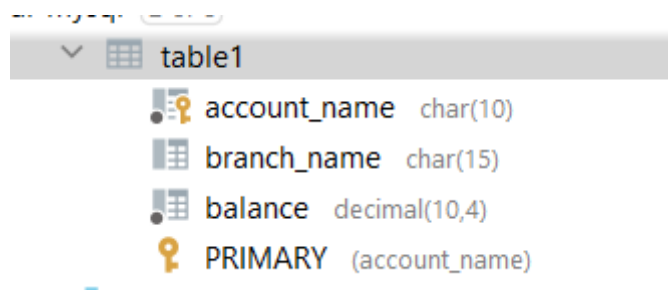 table1
account_name char(10)
branch_name char(15)
balance decimal(10,4)
PRIMARY (account_name)